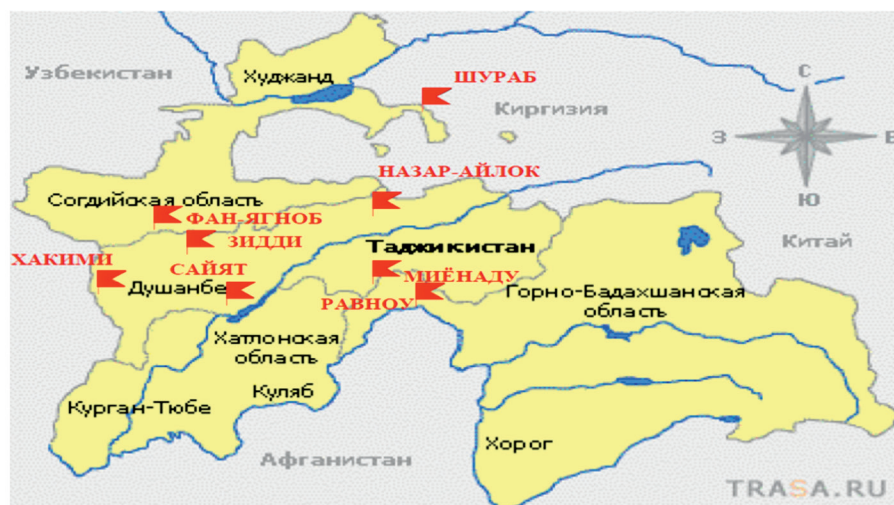 Узбекистан
Худжанд
ШУРАБ
Киргизия
С
З
В
Ю
НАЗАР-АЙЛОК
Согдийская область
ФАН-ЯГНОБ
ЗИДДИ
Таджикистан
Китай
ХАКИМИ
САЙЯТ
Душанбе
МИЁНАДУ
РАВНОУ
Горно-Бадахшанская
область
Хатлонская
область
Куляб
Курган-Тюбе
Хорог
Афганистан
TRASA.RU